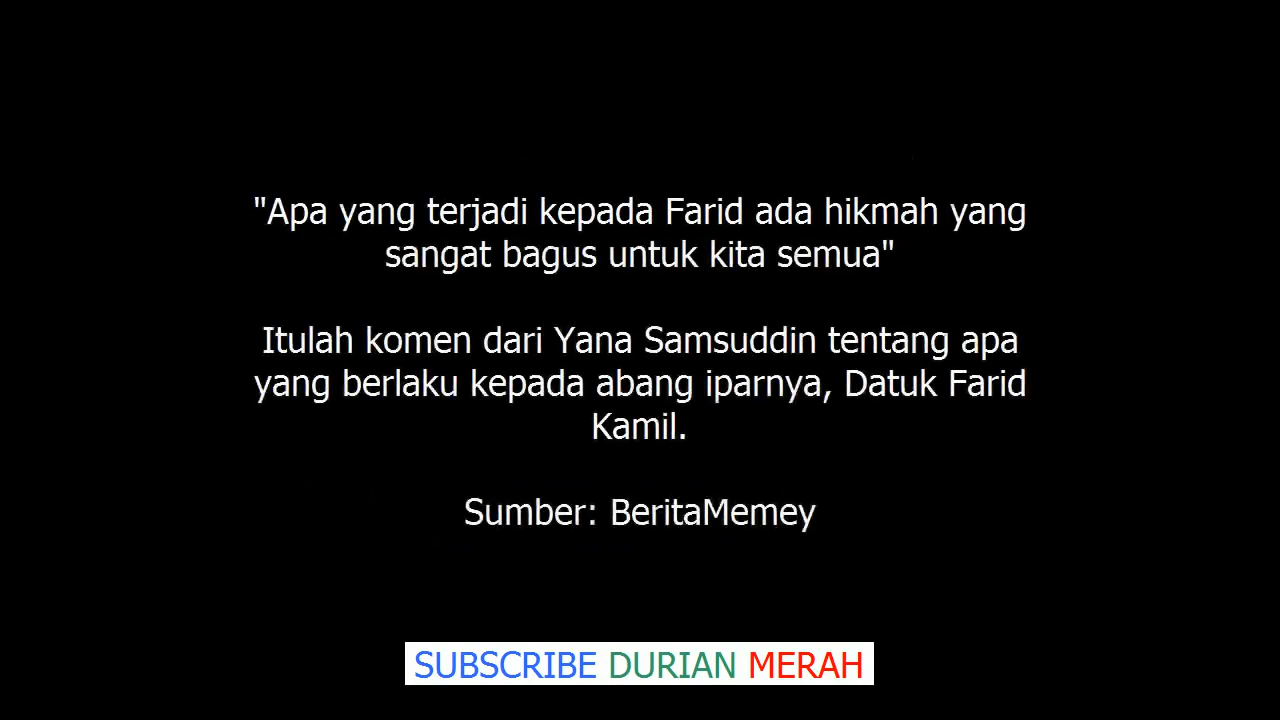 "Apa yang terjadi kepada Farid ada hikmah yang
sangat bagus untuk kita semua"
Itulah komen dari Yana Samsuddin tentang apa
yang berlaku kepada abang iparnya, Datuk Farid
Kamil.
Sumber: BeritaMemey
SUBSCRIBE DURIAN MERAH